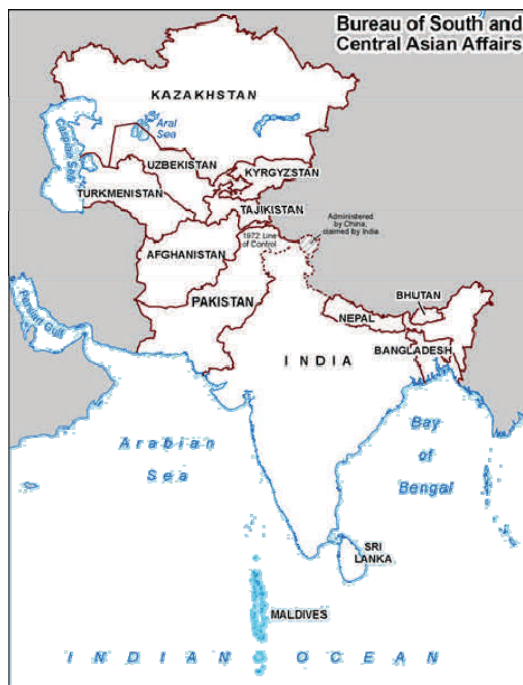 Bureau of South and
Central Asian Affairs
KAZAKHSTAN
Aral
Sea
Caspian Sea
UZBEKISTAN
KYRGYZSTAN
TURKMENISTAN
TAJIKISTAN
Administered
by China,
claimed by India
1972 Line
of Control
AFGHANISTAN
PAKISTAN
BHUTAN
NEPAL
Persian Gulf
BANGLADESH
INDIA
Arabian
Sea
Bay
of
Bengal
SRI
LANKA
MALDIVES
INDIAN OCEAN